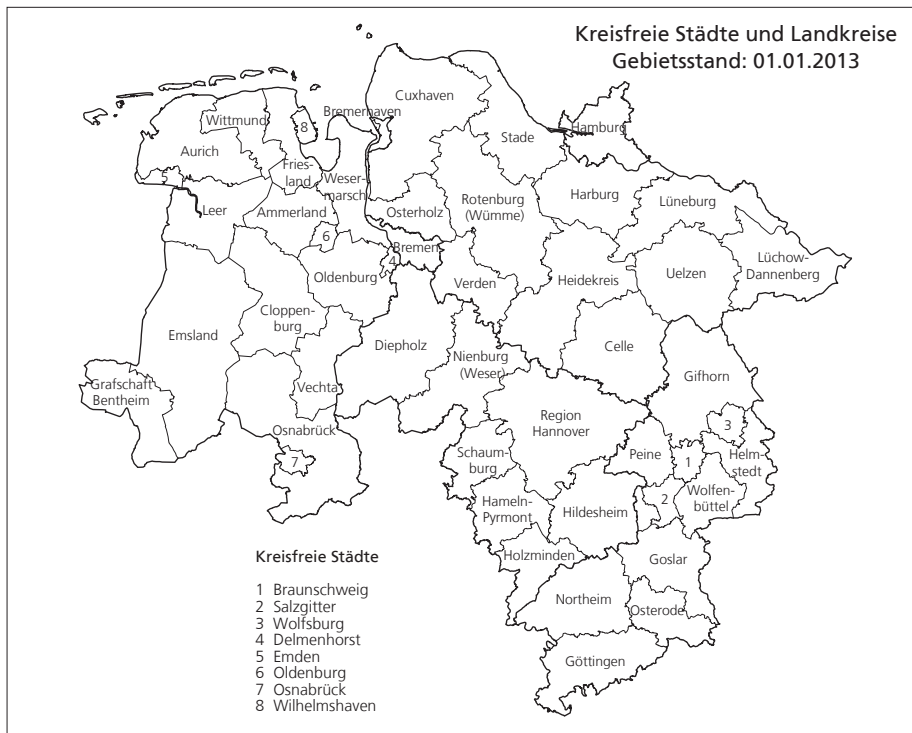 Kreisfreie Städte und Landkreise
Gebietsstand: 01.01.2013
Cuxhaven
Bremerhaven
Wittmund
8
Hamburg
Stade
Aurich
Fries-
land
Weser-
marsch
5
Harburg
Lüneburg
Rotenburg
(Wümme)
Leer
Ammerland
Osterholz
6
Bremen
4
Lüchow-
Dannenberg
Oldenburg
Verden
Heidekreis
Uelzen
Cloppen-
burg
Emsland
Diepholz
Nienburg
(Weser)
Celle
Gifhorn
Grafschaft
Bentheim
Vechta
Region
Hannover
3
Osnabrück
Schaum-
burg
Peine
1
Helm-
stedt
7
Hameln-
Pyrmont
Hildesheim
2
Wolfen-
büttel
Holzminden
Goslar
Northeim
Osterode
Göttingen
Kreisfreie Städte
1 Braunschweig
2 Salzgitter
3 Wolfsburg
4 Delmenhorst
5 Emden
6 Oldenburg
7 Osnabrück
8 Wilhelmshaven